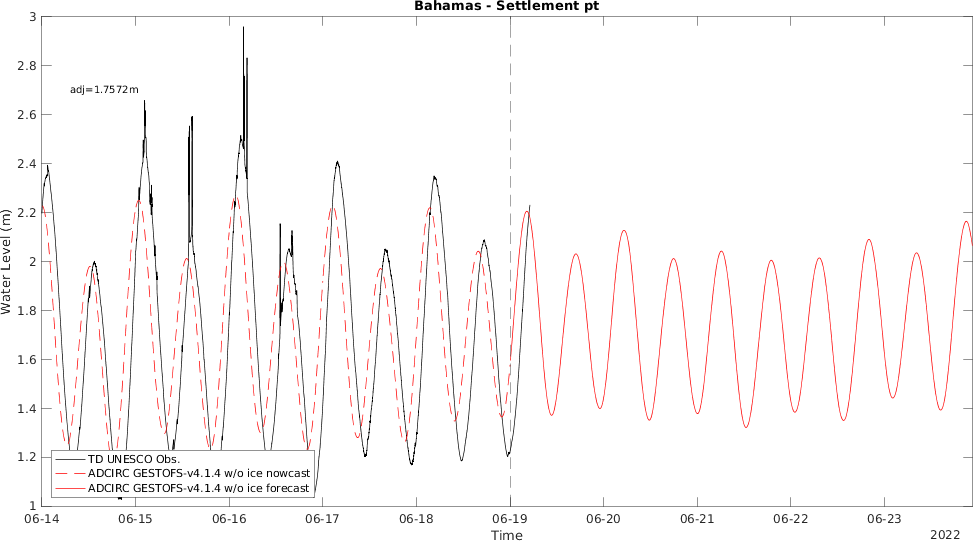 Bahamas - Settlement pt
3
2.8
adj=1.7572m
2.6
2.4
2.2
2
1.8
1.6
1.4
1.2
1
Water Level (m)
TD UNESCO Obs.
ADCIRC GESTOFS-v4.1.4 w/o ice nowcast
ADCIRC GESTOFS-v4.1.4 w/o ice forecast
06-14 06-15 06-16 06-17 06-18 06-19 06-20 06-21 06-22 06-23
Time
2022